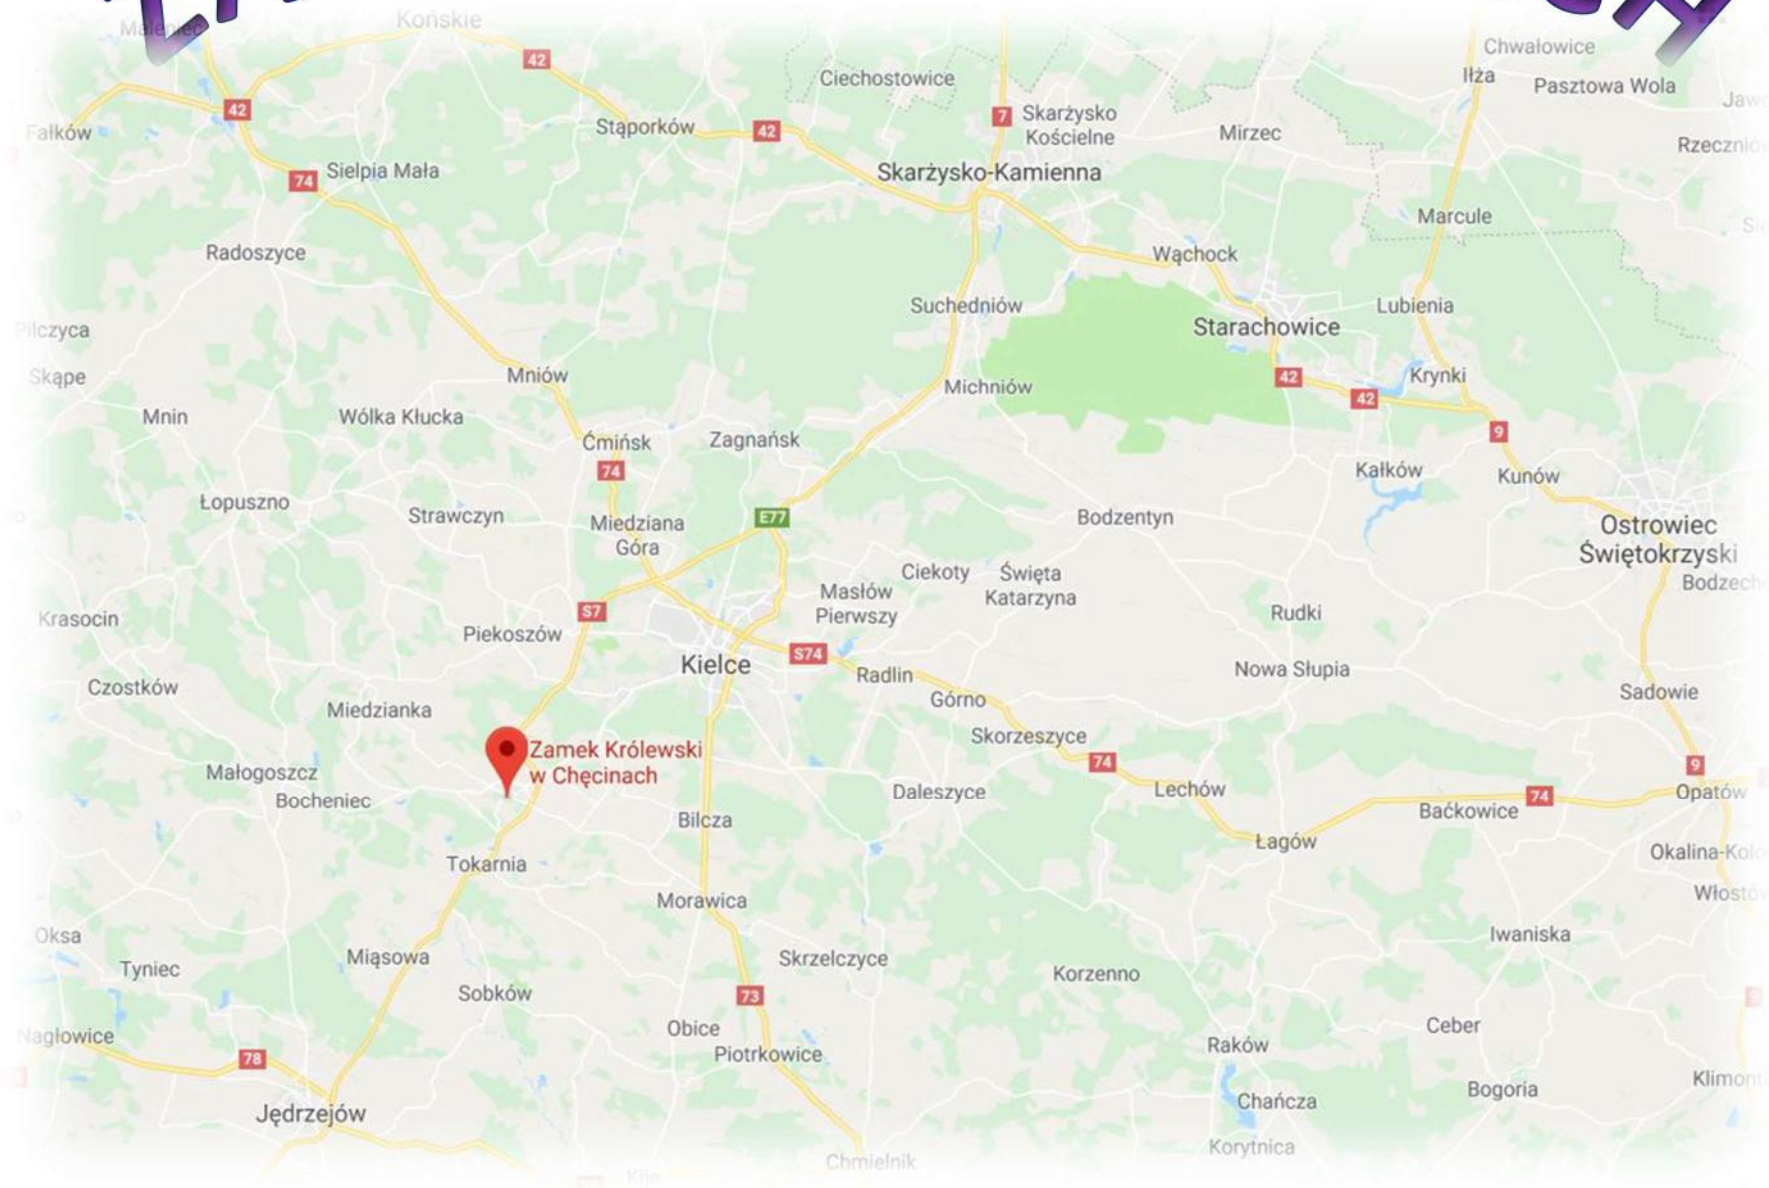 Maleniec
Końskie
42
Ciechostowice
Chwałowice
Iłża
Pasztowa Wola
42
7
Skarżysko
Kościelne
Fałków
Stąporków
42
Mirzec
74
Sielpia Mała
Skarżysko-Kamienna
Marcule
Radoszyce
Wąchock
Suchedniów
Lubienia
Pilczyca
Starachowice
Skąpe
Mniów
Michniów
42
Krynki
42
Mnin
Wólka Kłucka
Ćmińsk
Zagnańsk
9
74
Kałków
Kunów
Łopuszno
Strawczyn
Miedziana
Góra
E77
Bodzentyn
Ostrowiec
Świętokrzyski
Ciekoty
Święta
Katarzyna
Masłów
Pierwszy
S7
Rudki
Krasocin
Piekoszów
Kielce
S74
Radlin
Nowa Słupia
Czostków
Górno
Sadowie
Miedzianka
Skorzeszyce
Zamek Królewski
w Chęcinach
74
9
Małogoszcz
Bocheniec
Daleszyce
Lechów
74
Opatów
Baćkowice
Bilcza
Łagów
Tokarnia
Okalina-Kolo
Morawica
Oksa
Iwaniska
Miąsowa
Skrzelczyce
Tyniec
Korzenno
Sobków
73
Nagłowice
Obice
Ceber
78
Piotrkowice
Raków
Jędrzejów
Chańcza
Bogoria
Korytnica
Chmielnik
Kije